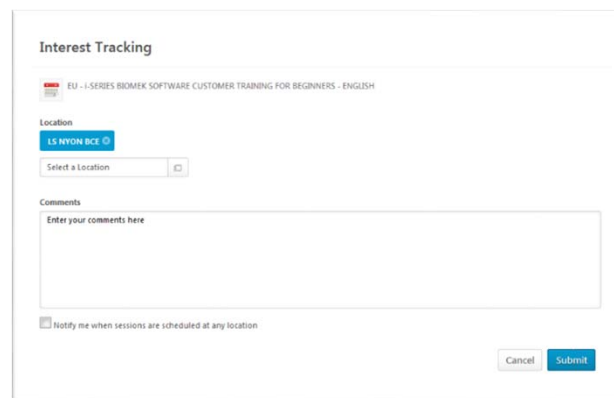 Interest Tracking
EU - I-SERIES BIOMEK SOFTWARE CUSTOMER TRAINING FOR BEGINNERS - ENGLISH
Location
LS NYON BCE
Select a Location
Comments
Enter your comments here
Notify me when sessions are scheduled at any location
Cancel Submit